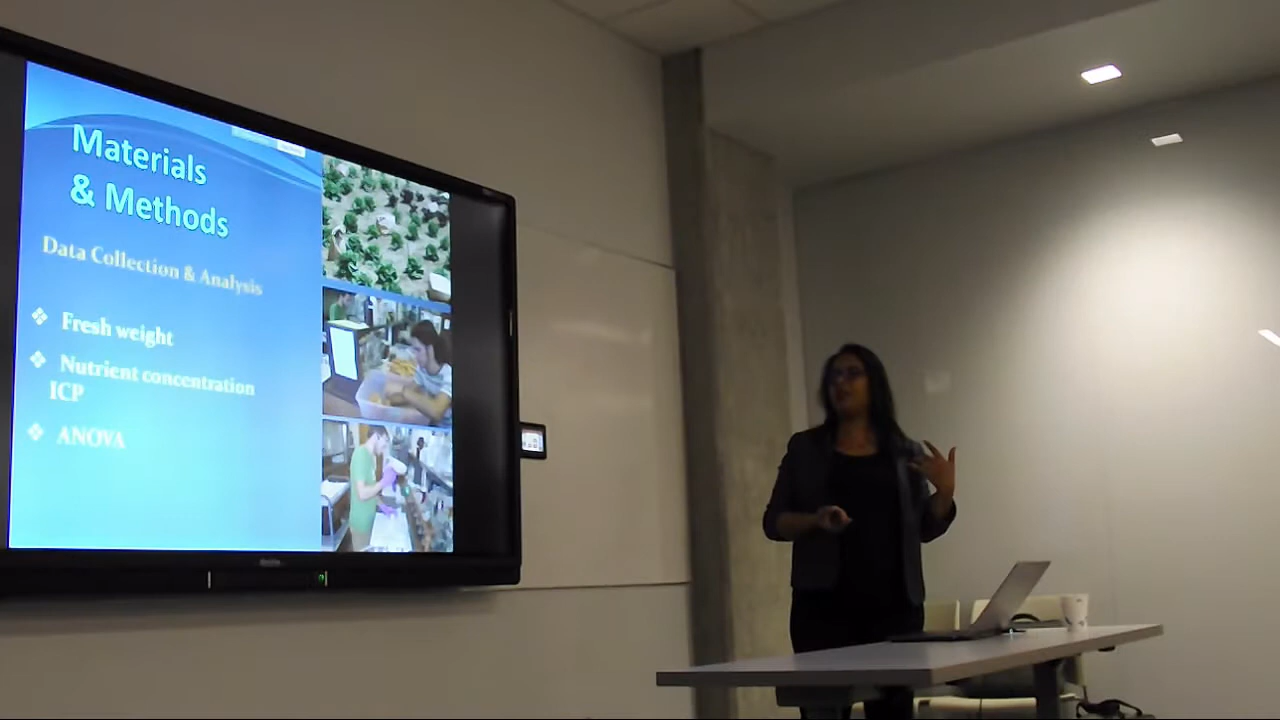 Materials
& Methods
Data Collection & Analysis
❖ Fresh weight
❖ Nutrient concentration
ICP
❖ ANOVA